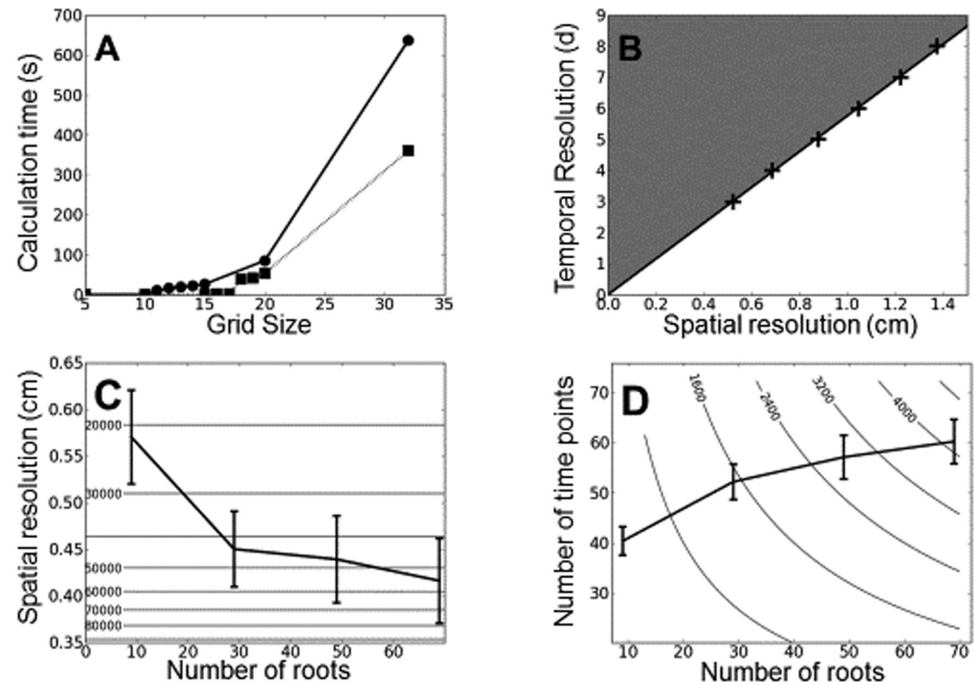 A
Calculation time (s)
700
600
500
400
300
200
100
0
5 10 15 20 25 30 35
Grid Size
B
Temporal Resolution (d)
9
8
7
6
5
4
3
2
1
0
0.0 0.2 0.4 0.6 0.8 1.0 1.2 1.4
Spatial resolution (cm)
C
Spatial resolution (cm)
0.65
0.60
0.55
0.50
0.45
0.40
0.35
20000
30000
50000
60000
70000
80000
0 10 20 30 40 50 60
Number of roots
D
Number of time points
70
60
50
40
30
1600
2400
3200
4000
10 20 30 40 50 60 70
Number of roots